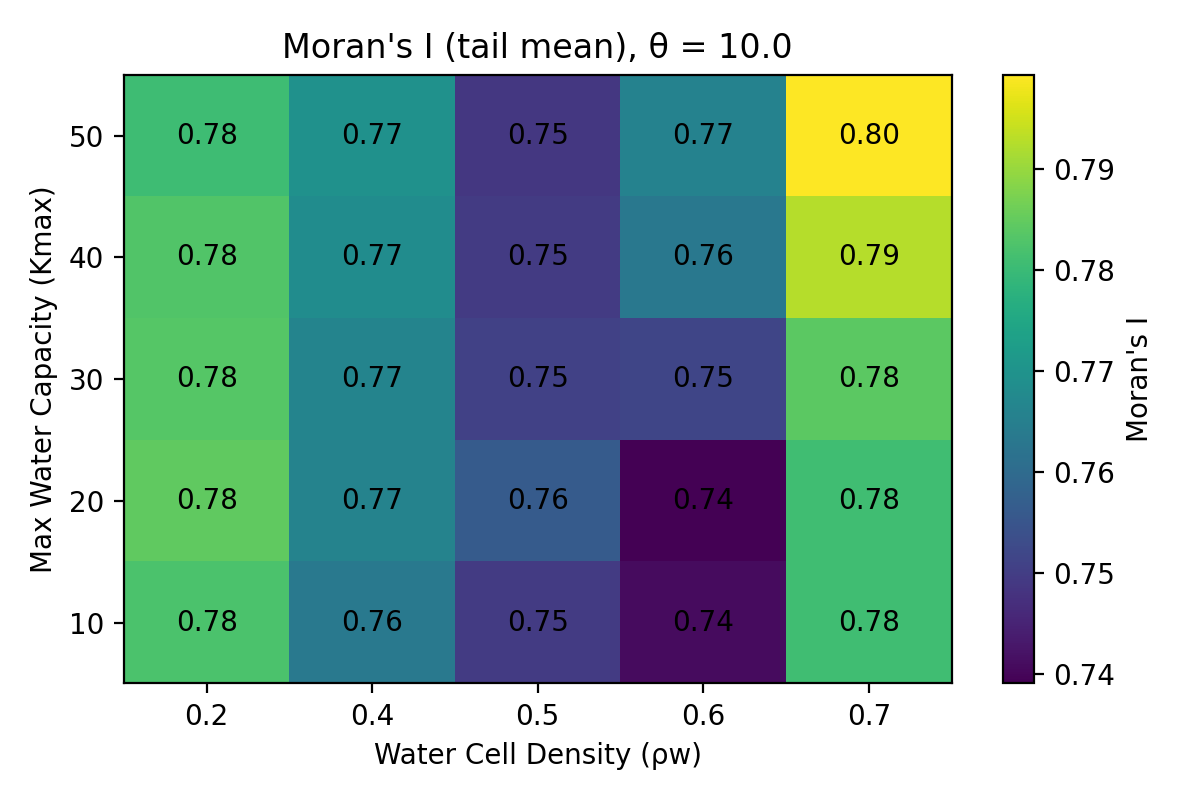 Moran's I (tail mean), θ = 10.0
50 0.78 0.77 0.75 0.77 0.80
40 0.78 0.77 0.75 0.76 0.79
30 0.78 0.77 0.75 0.75 0.78
20 0.78 0.77 0.76 0.74 0.78
10 0.78 0.76 0.75 0.74 0.78
0.2 0.4 0.5 0.6 0.7
Water Cell Density (ρw)
Max Water Capacity (Kmax)
0.79
0.78
0.77
0.76
0.75
0.74
Moran's I